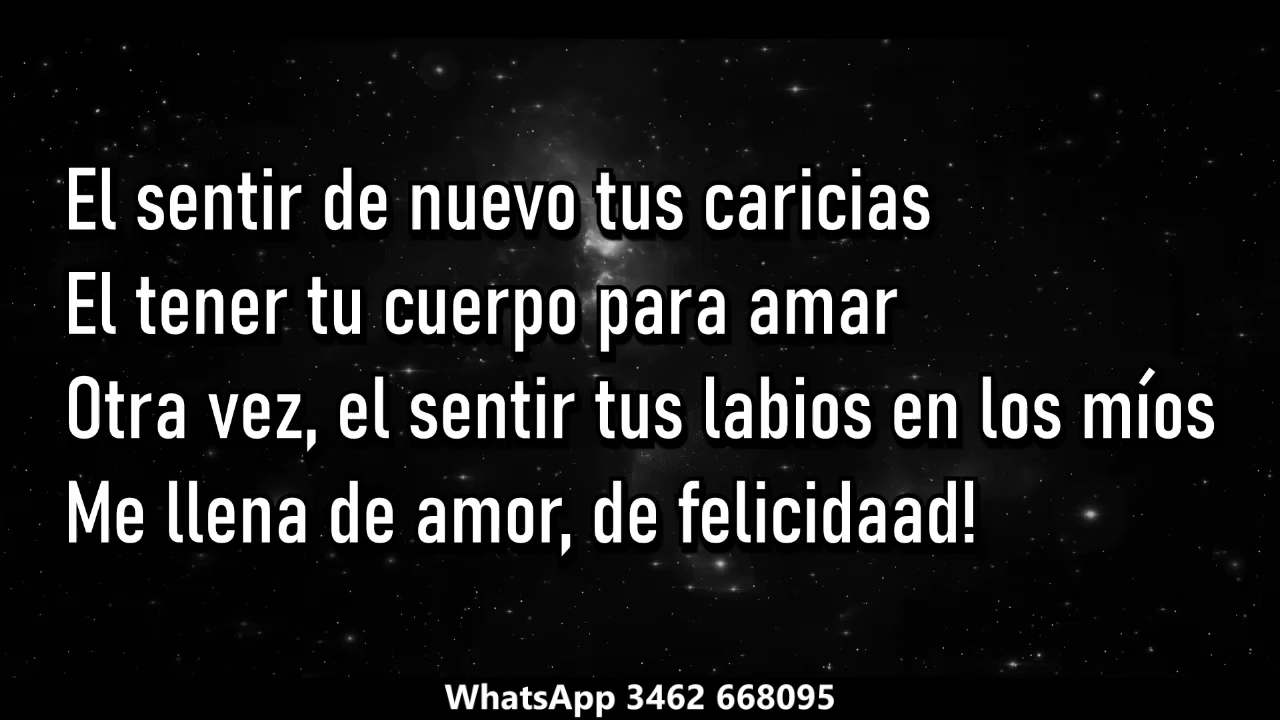 El sentir de nuevo tus caricias
El tener tu cuerpo para amar
Otra vez, el sentir tus labios en los míos
Me llena de amor, de felicidaad!
WhatsApp 3462 668095